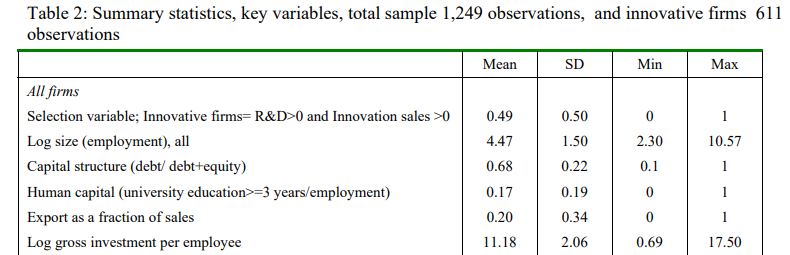 Table 2: Summary statistics, key variables, total sample 1,249 observations, and innovative firms 611
observations
Mean SD Min Max
All firms
Selection variable; Innovative firms= R&D>0 and Innovation sales >0 0.49 0.50 0 1
Log size (employment), all 4.47 1.50 2.30 10.57
Capital structure (debt/ debt+equity) 0.68 0.22 0.1 1
Human capital (university education>=3 years/employment) 0.17 0.19 0 1
Export as a fraction of sales 0.20 0.34 0 1
Log gross investment per employee 11.18 2.06 0.69 17.50